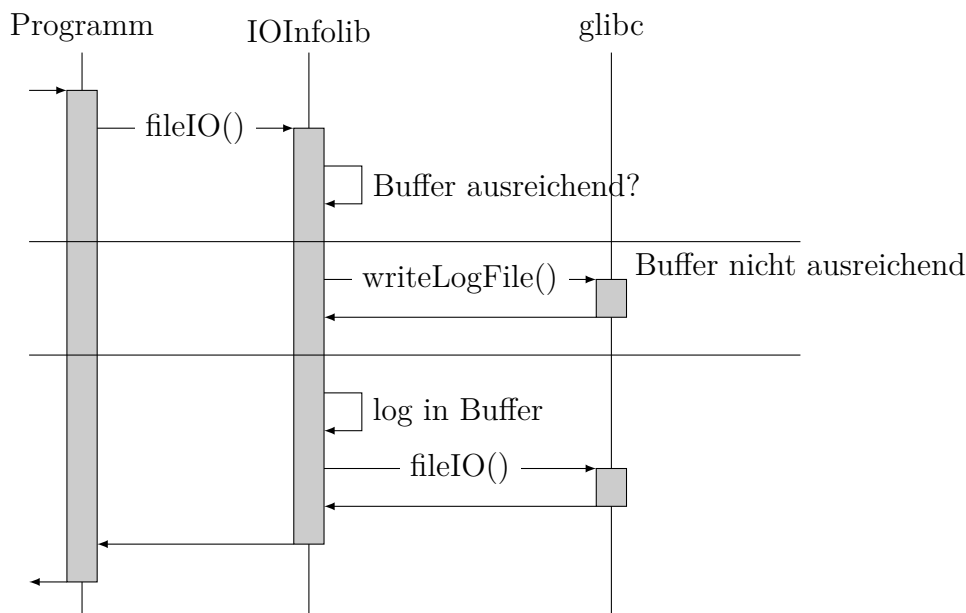 Programm
IOInfolib
glibc
fileIO()
Buffer ausreichend?
Buffer nicht ausreichend
writeLogFile()
log in Buffer
fileIO()